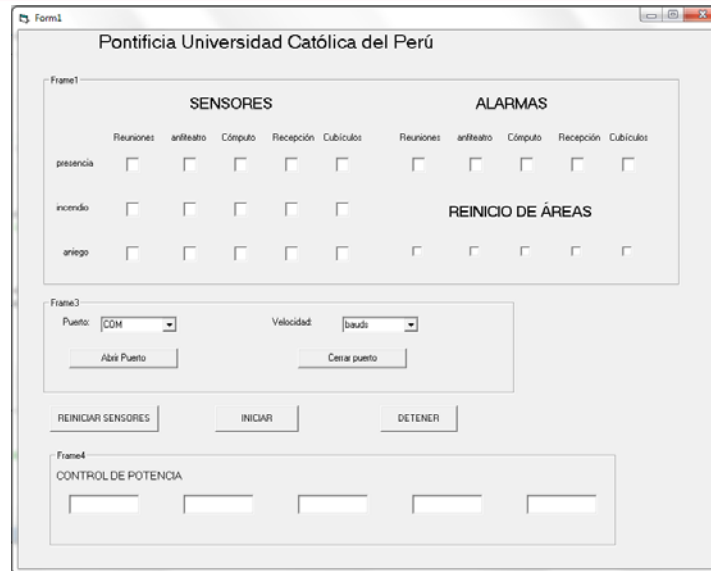 Form1
Pontificia Universidad Católica del Perú
Frame1
SENSORES ALARMAS
Reuniones anfiteatro Cómputo Recepción Cubículos Reuniones anfiteatro Cómputo Recepción Cubículos
presencia
incendio
REINICIO DE ÁREAS
aniego
Frame3
Puerto: COM Velocidad: bauds
Abrir Puerto Cerrar puerto
REINICIAR SENSORES INICIAR DETENER
Frame4
CONTROL DE POTENCIA